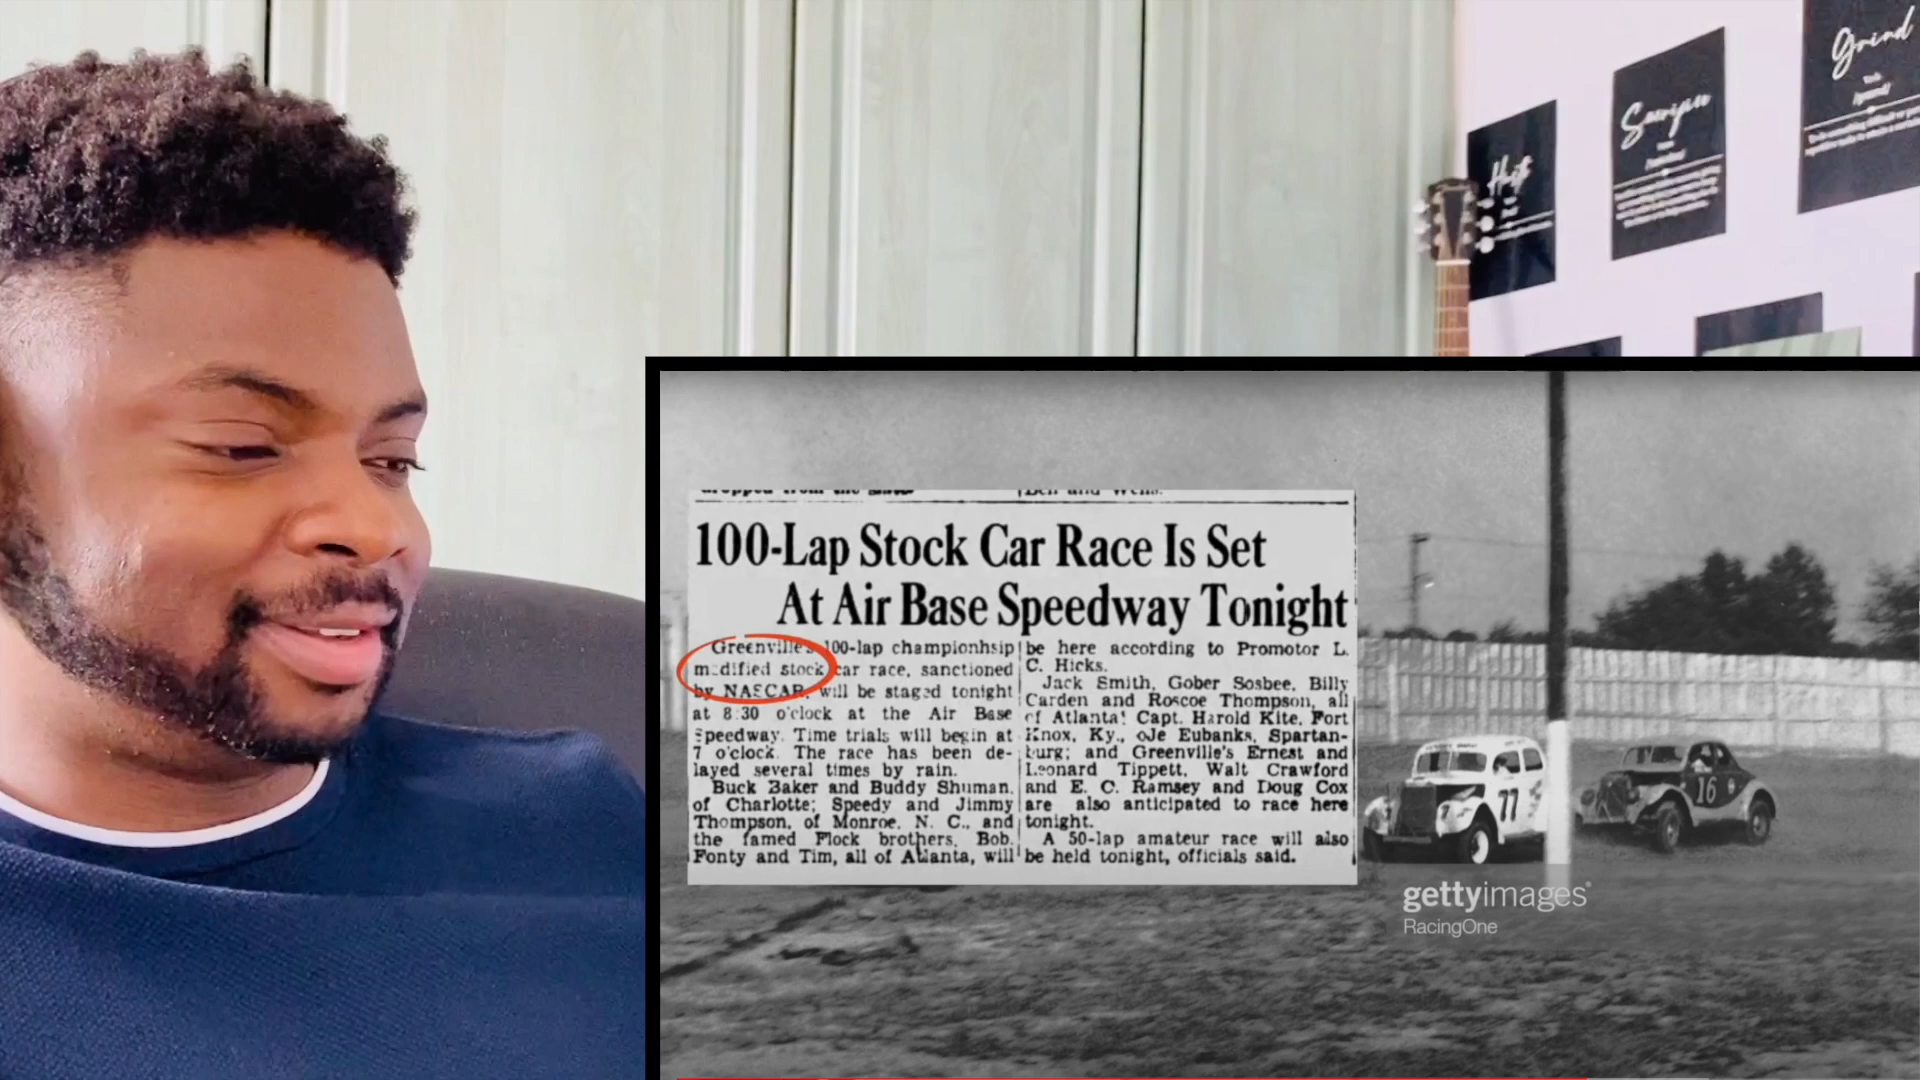 Grind
Sacrifice
100-Lap Stock Car Race Is Set
At Air Base Speedway Tonight
Greenville's 100-lap championhsip
modified stock car race, sanctioned
by NASCAR, will be staged tonight
at 8:30 o'clock at the Air Base
Speedway. Time trials will begin at
7 o'clock. The race has been de-
layed several times by rain.
Buck Baker and Buddy Shuman,
of Charlotte; Speedy and Jimmy
Thompson, of Monroe, N. C., and
the famed Flock brothers, Bob,
Fonty and Tim, all of Atlanta, will
be here according to Promotor L.
C. Hicks.
Jack Smith, Gober Sosbee, Billy
Carden and Roscoe Thompson, all
of Atlanta! Capt. Harold Kite, Fort
Knox, Ky., oJe Eubanks, Spartan-
burg; and Greenville's Ernest and
Leonard Tippett, Walt Crawford
and E. C. Ramsey and Doug Cox
are also anticipated to race here
tonight.
A 50-lap amateur race will also
be held tonight, officials said.
77
16
gettyimages®
RacingOne